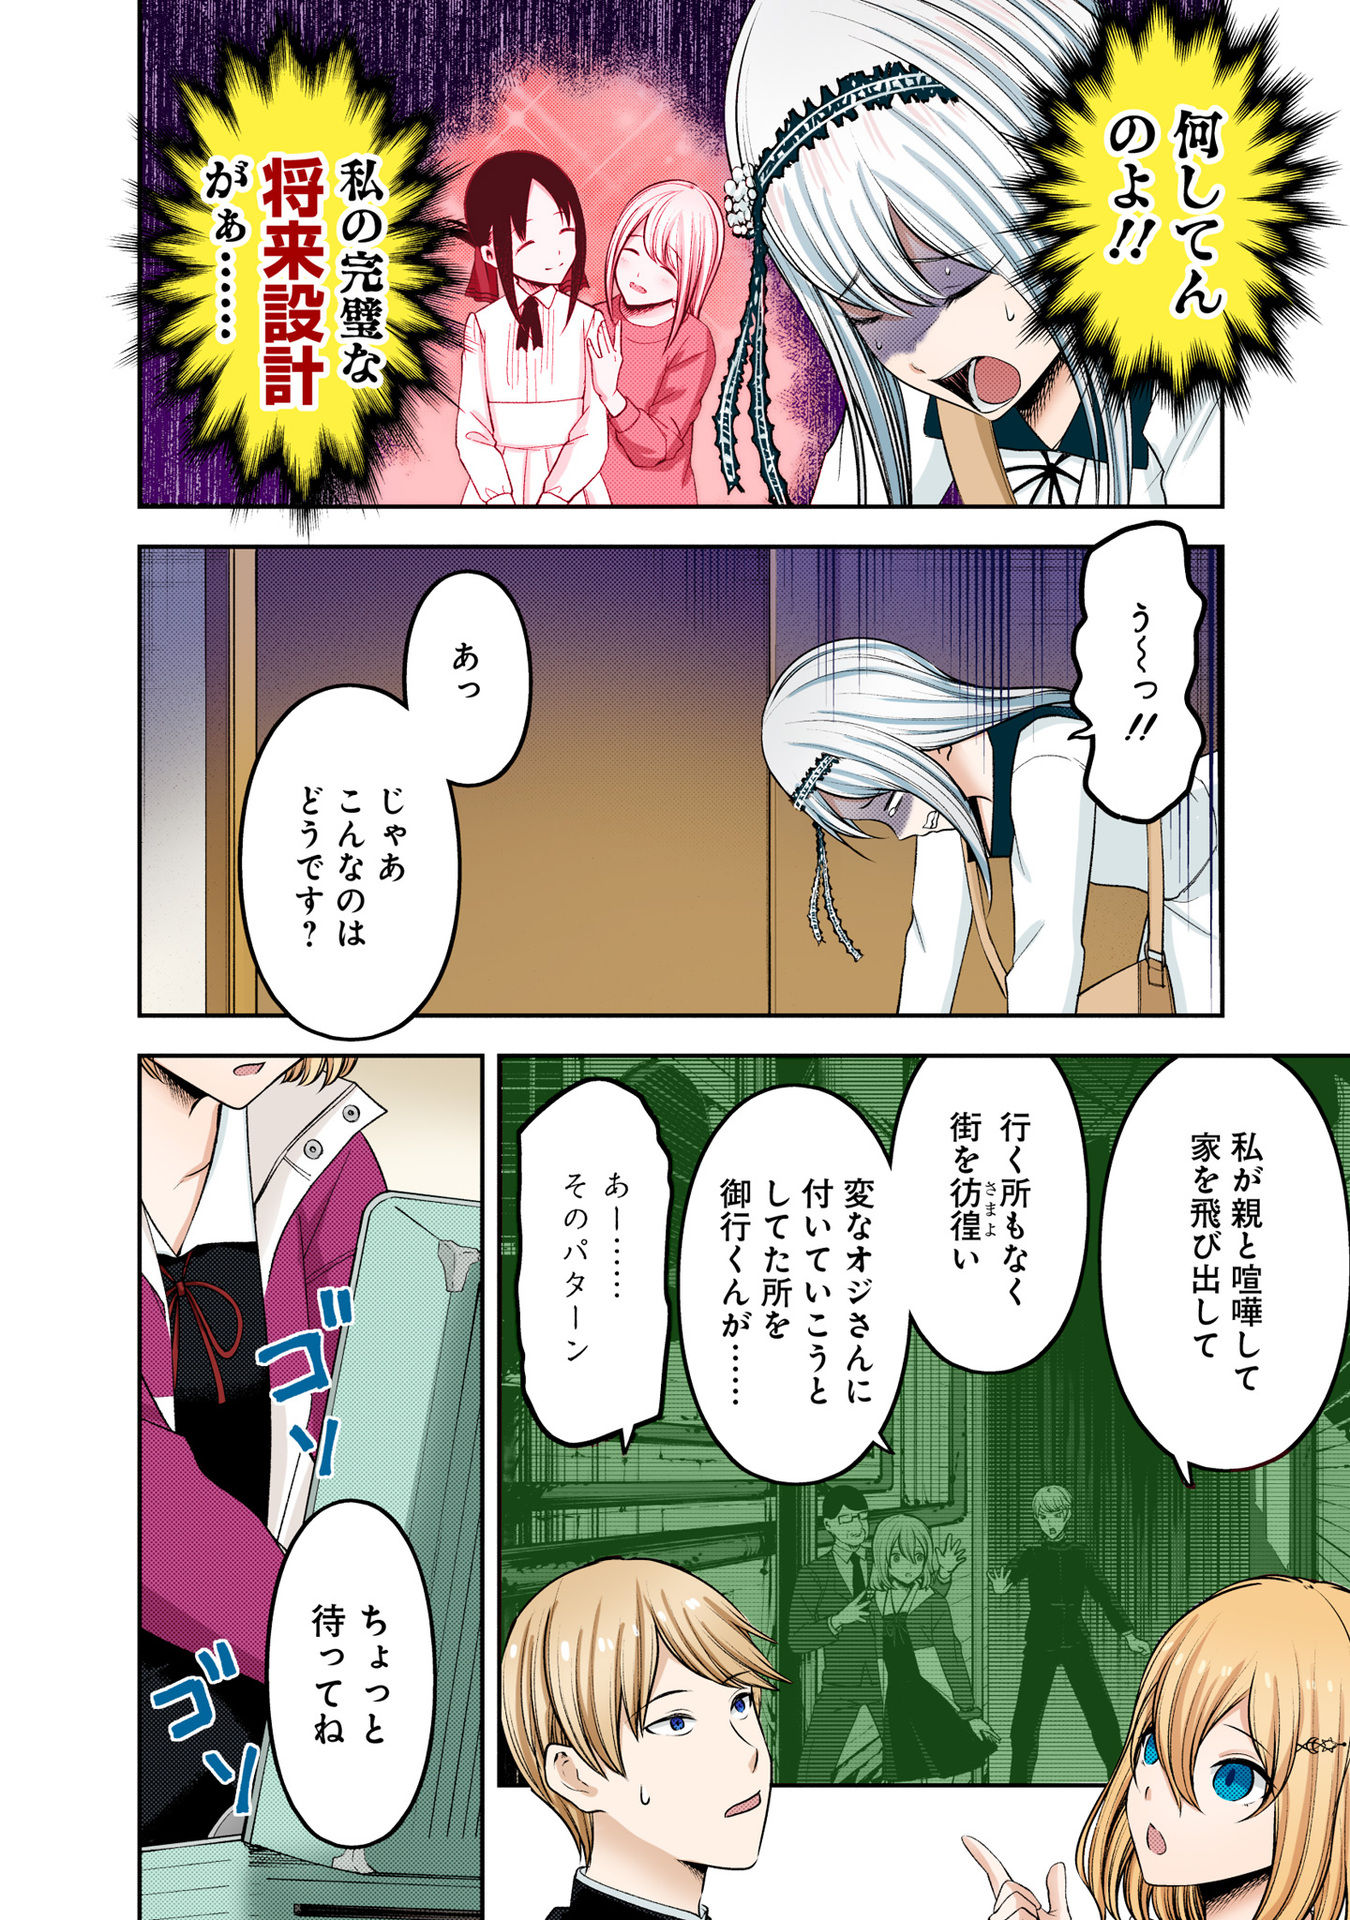 何してん
のよ!!
私の完璧な
将来設計
がぁ……
う〜っ!!
あっ
じゃあ
こんなのは
どうです?
私が親と喧嘩して
家を飛び出して
行く所もなく
街を彷徨い
さまよ
変なオジさんに
付いていこうと
してた所を
御行くんが……
あー……
そのパターン
ゴソ
ゴソ
ちょっと
待ってね